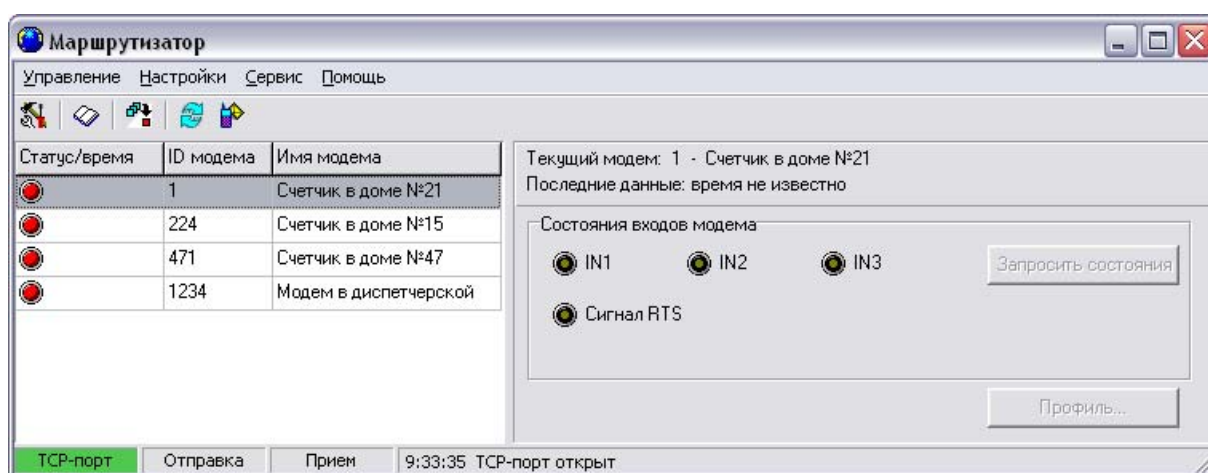 Маршрутизатор
Управление Настройки Сервис Помощь
Статус/время ID модема Имя модема
1 Счетчик в доме №21
224 Счетчик в доме №15
471 Счетчик в доме №47
1234 Модем в диспетчерской
Текущий модем: 1 - Счетчик в доме №21
Последние данные: время не известно
Состояния входов модема
IN1 IN2 IN3 Запросить состояния
Сигнал RTS
Профиль...
TCP-порт Отправка Прием 9:33:35 TCP-порт открыт